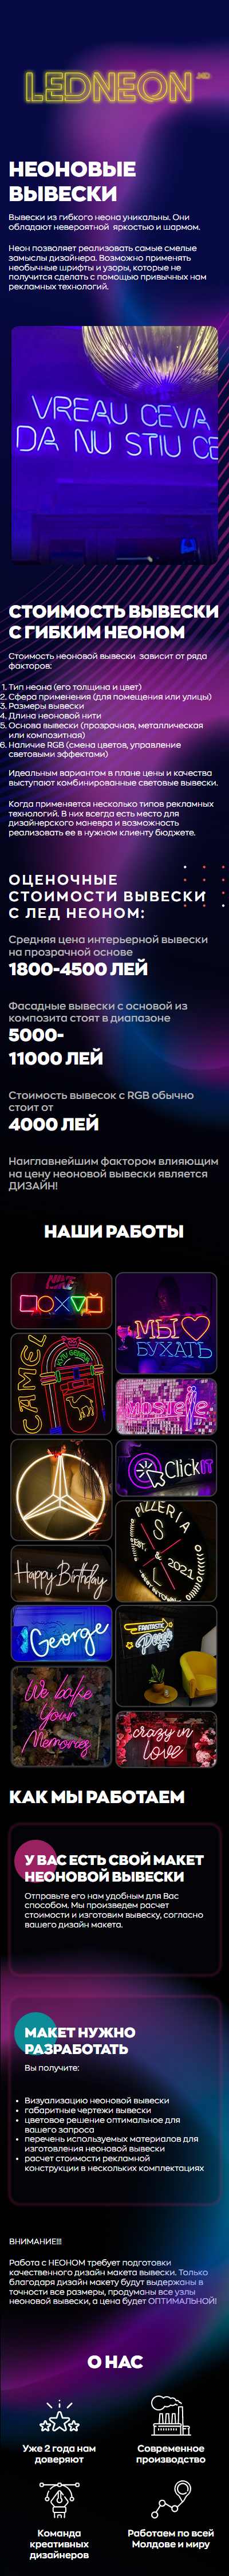 LEDNEON .MD
НЕОНОВЫЕ
ВЫВЕСКИ
Вывески из гибкого неона уникальны. Они
обладают невероятной яркостью и шармом.
Неон позволяет реализовать самые смелые
замыслы дизайнера. Возможно применять
необычные шрифты и узоры, которые не
получится сделать с помощью привычных нам
рекламных технологий.
VREAU CEVA
DA NU STIU CE
СТОИМОСТЬ ВЫВЕСКИ
С ГИБКИМ НЕОНОМ
Стоимость неоновой вывески зависит от ряда
факторов:
1. Тип неона (его толщина и цвет)
2. Сфера применения (для помещения или улицы)
3. Размеры вывески
4. Длина неоновой нити
5. Основа вывески (прозрачная, металлическая
или композитная)
6. Наличие RGB (смена цветов, управление
световыми эффектами)
Идеальным вариантом в плане цены и качества
выступают комбинированные световые вывески.
Когда применяется несколько типов рекламных
технологий. В них всегда есть место для
дизайнерского маневра и возможность
реализовать ее в нужном клиенту бюджете.
ОЦЕНОЧНЫЕ
СТОИМОСТИ ВЫВЕСКИ
С ЛЕД НЕОНОМ:
Средняя цена интерьерной вывески
на прозрачной основе
1800-4500 ЛЕЙ
Фасадные вывески с основой из
композита стоят в диапазоне
5000-
11000 ЛЕЙ
Стоимость вывесок с RGB обычно
стоит от
4000 ЛЕЙ
Наиглавнейшим фактором влияющим
на цену неоновой вывески является
ДИЗАЙН!
НАШИ РАБОТЫ
ПОХУЙ
МЫ
БУХАТЬ
CAMEL
Mostelle
ClickIT
PIZZERIA
S
EST.
2021
Happy Birthday
George
FANTASTIC
We bake
Your
Memories
crazy in
love
КАК МЫ РАБОТАЕМ
У ВАС ЕСТЬ СВОЙ МАКЕТ
НЕОНОВОЙ ВЫВЕСКИ
Отправьте его нам удобным для Вас
способом. Мы произведем расчет
стоимости и изготовим вывеску, согласно
вашего дизайн макета.
МАКЕТ НУЖНО
РАЗРАБОТАТЬ
Вы получите:
• Визуализацию неоновой вывески
• габаритные чертежи вывески
• цветовое решение оптимальное для
вашего запроса
• перечень используемых материалов для
изготовления неоновой вывески
• расчет стоимости рекламной
конструкции в нескольких комплектациях
ВНИМАНИЕ!!!
Работа с НЕОНОМ требует подготовки
качественного дизайн макета вывески. Только
благодаря дизайн макету будут выдержаны в
точности все размеры, продуманы все узлы
неоновой вывески, а цена будет ОПТИМАЛЬНОЙ!
О НАС
Уже 2 года нам
доверяют
Современное
производство
Команда
креативных
дизайнеров
Работаем по всей
Молдове и миру